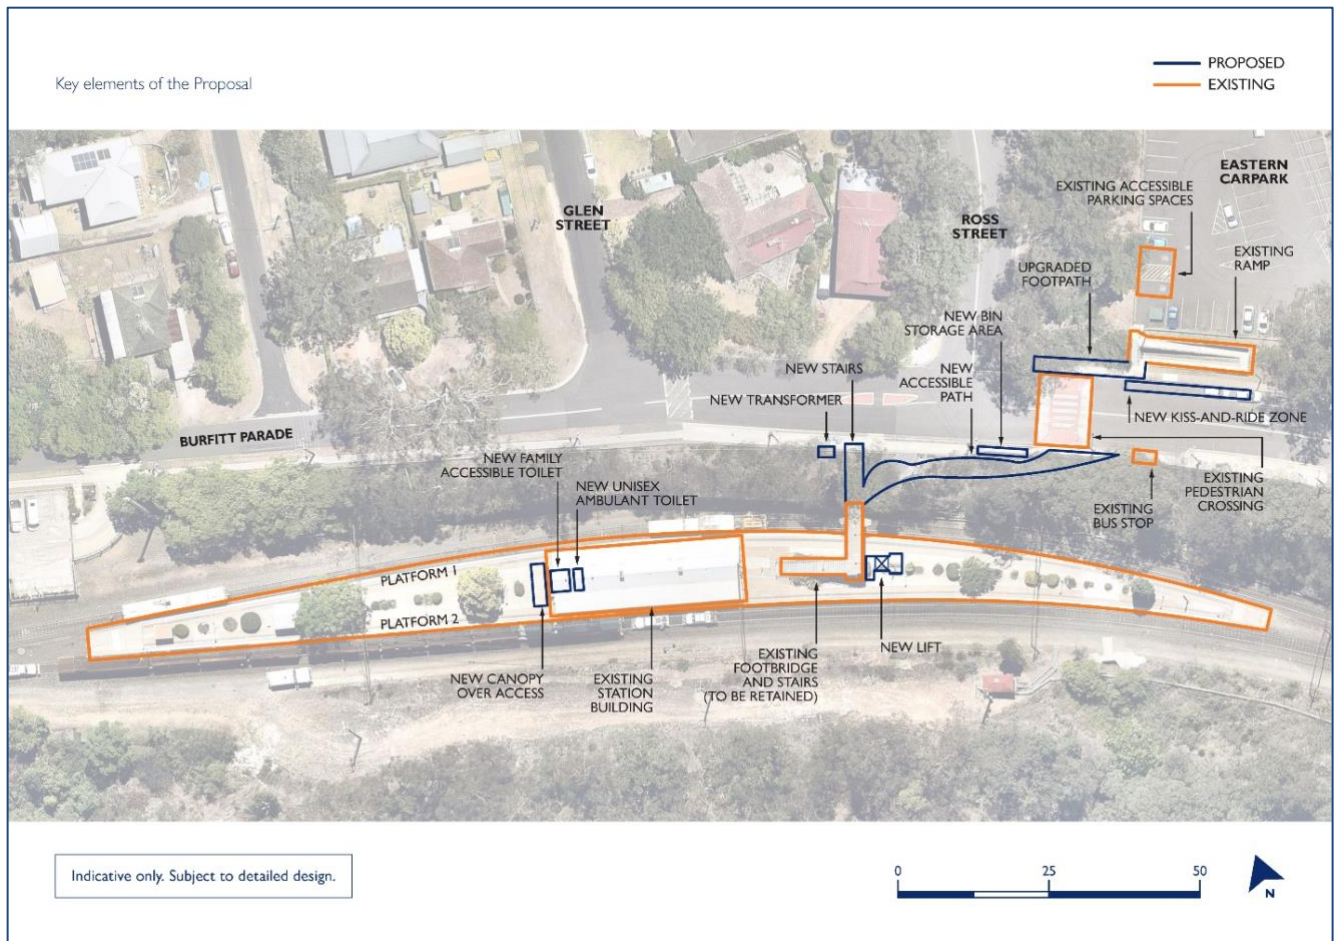 Key elements of the Proposal
PROPOSED
EXISTING
EASTERN
CARPARK
EXISTING ACCESSIBLE
PARKING SPACES
GLEN
STREET
ROSS
STREET
EXISTING
RAMP
UPGRADED
FOOTPATH
NEW BIN
STORAGE AREA
NEW STAIRS
NEW
ACCESSIBLE
PATH
NEW TRANSFORMER
NEW KISS-AND-RIDE ZONE
BURFITT PARADE
NEW FAMILY
ACCESSIBLE TOILET
NEW UNISEX
AMBULANT TOILET
EXISTING
PEDESTRIAN
CROSSING
EXISTING
BUS STOP
PLATFORM 1
PLATFORM 2
NEW LIFT
EXISTING
FOOTBRIDGE
AND STAIRS
(TO BE RETAINED)
NEW CANOPY
OVER ACCESS
EXISTING
STATION
BUILDING
Indicative only. Subject to detailed design.
0 25 50
N